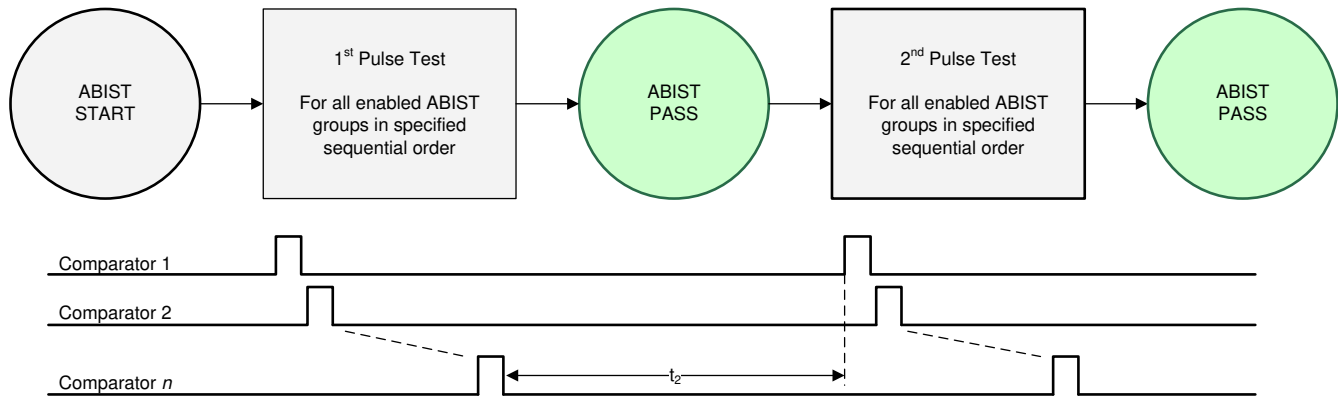 ABIST
START
1st Pulse Test
For all enabled ABIST
groups in specified
sequential order
ABIST
PASS
2nd Pulse Test
For all enabled ABIST
groups in specified
sequential order
ABIST
PASS
Comparator 1
Comparator 2
Comparator n
t2